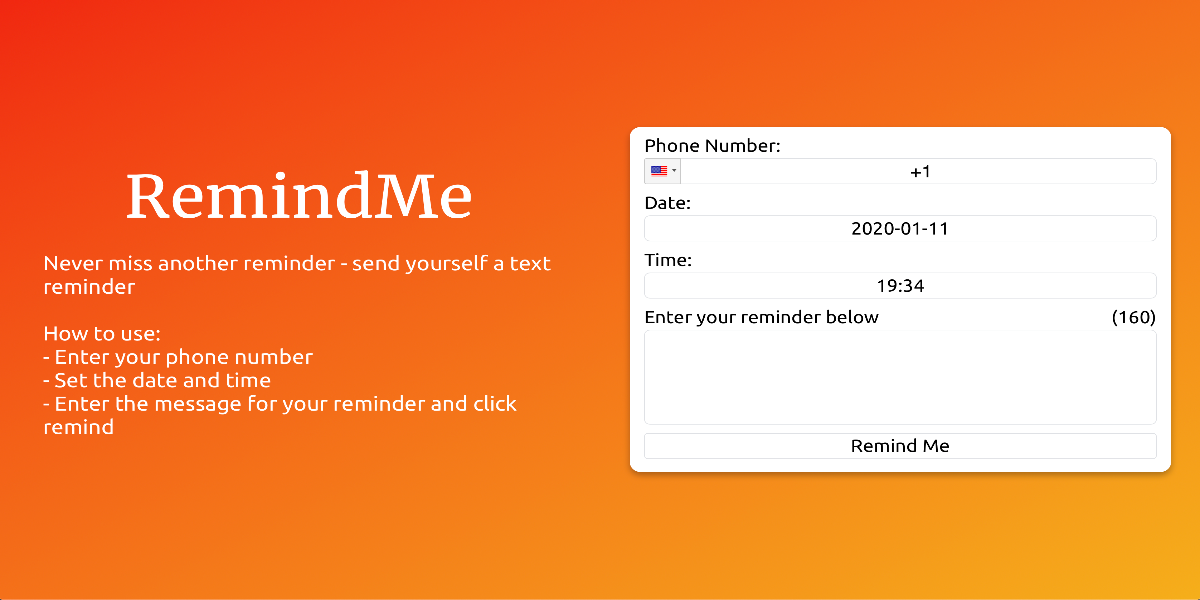 RemindMe
Never miss another reminder - send yourself a text
reminder
How to use:
- Enter your phone number
- Set the date and time
- Enter the message for your reminder and click
remind
Phone Number:
+1
Date:
2020-01-11
Time:
19:34
Enter your reminder below (160)
Remind Me